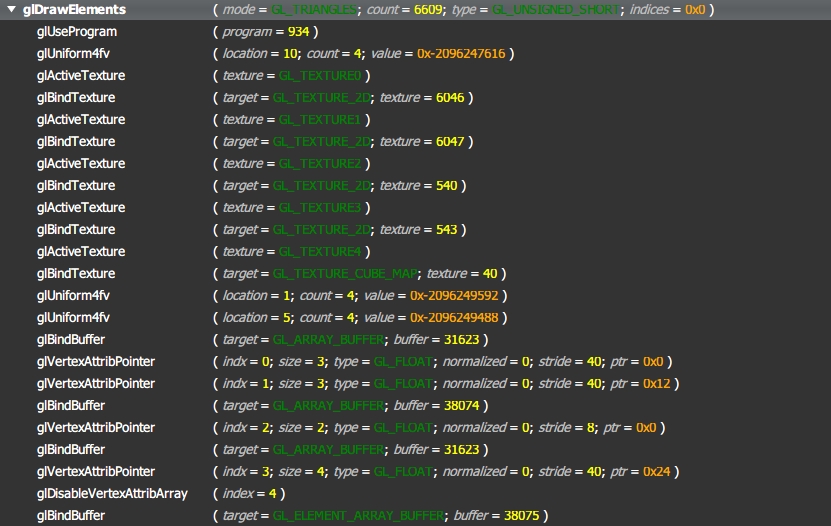 glDrawElements ( mode = GL_TRIANGLES; count = 6609; type = GL_UNSIGNED_SHORT; indices = 0x0 )
glUseProgram ( program = 934 )
glUniform4fv ( location = 10; count = 4; value = 0x-2096247616 )
glActiveTexture ( texture = GL_TEXTURE0 )
glBindTexture ( target = GL_TEXTURE_2D; texture = 6046 )
glActiveTexture ( texture = GL_TEXTURE1 )
glBindTexture ( target = GL_TEXTURE_2D; texture = 6047 )
glActiveTexture ( texture = GL_TEXTURE2 )
glBindTexture ( target = GL_TEXTURE_2D; texture = 540 )
glActiveTexture ( texture = GL_TEXTURE3 )
glBindTexture ( target = GL_TEXTURE_2D; texture = 543 )
glActiveTexture ( texture = GL_TEXTURE4 )
glBindTexture ( target = GL_TEXTURE_CUBE_MAP; texture = 40 )
glUniform4fv ( location = 1; count = 4; value = 0x-2096249592 )
glUniform4fv ( location = 5; count = 4; value = 0x-2096249488 )
glBindBuffer ( target = GL_ARRAY_BUFFER; buffer = 31623 )
glVertexAttribPointer ( indx = 0; size = 3; type = GL_FLOAT; normalized = 0; stride = 40; ptr = 0x0 )
glVertexAttribPointer ( indx = 1; size = 3; type = GL_FLOAT; normalized = 0; stride = 40; ptr = 0x12 )
glBindBuffer ( target = GL_ARRAY_BUFFER; buffer = 38074 )
glVertexAttribPointer ( indx = 2; size = 2; type = GL_FLOAT; normalized = 0; stride = 8; ptr = 0x0 )
glBindBuffer ( target = GL_ARRAY_BUFFER; buffer = 31623 )
glVertexAttribPointer ( indx = 3; size = 4; type = GL_FLOAT; normalized = 0; stride = 40; ptr = 0x24 )
glDisableVertexAttribArray ( index = 4 )
glBindBuffer ( target = GL_ELEMENT_ARRAY_BUFFER; buffer = 38075 )